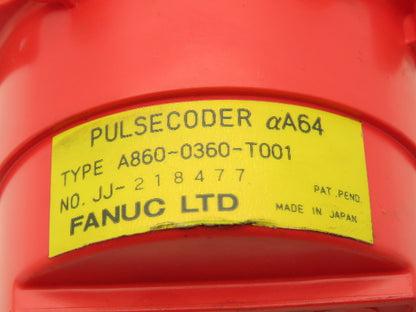 PULSECODER αA64
TYPE A860-0360-T001
NO. JJ-218477
PAT. PEND.
FANUC LTD
MADE IN JAPAN